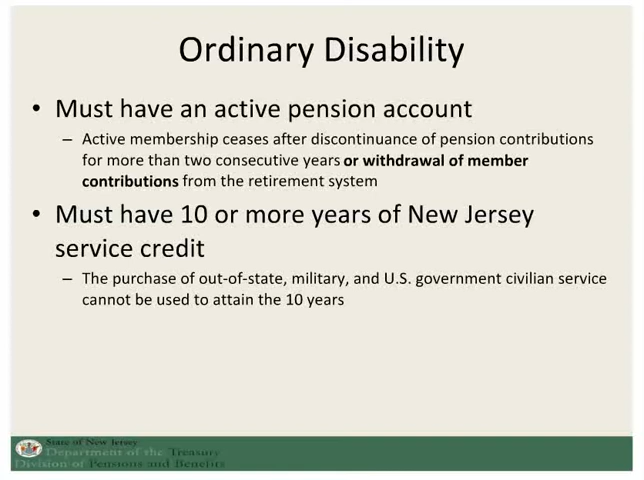 Ordinary Disability
• Must have an active pension account
– Active membership ceases after discontinuance of pension contributions
for more than two consecutive years or withdrawal of member
contributions from the retirement system
• Must have 10 or more years of New Jersey
service credit
– The purchase of out-of-state, military, and U.S. government civilian service
cannot be used to attain the 10 years
State of New Jersey
Department of the Treasury
Division of Pensions and Benefits